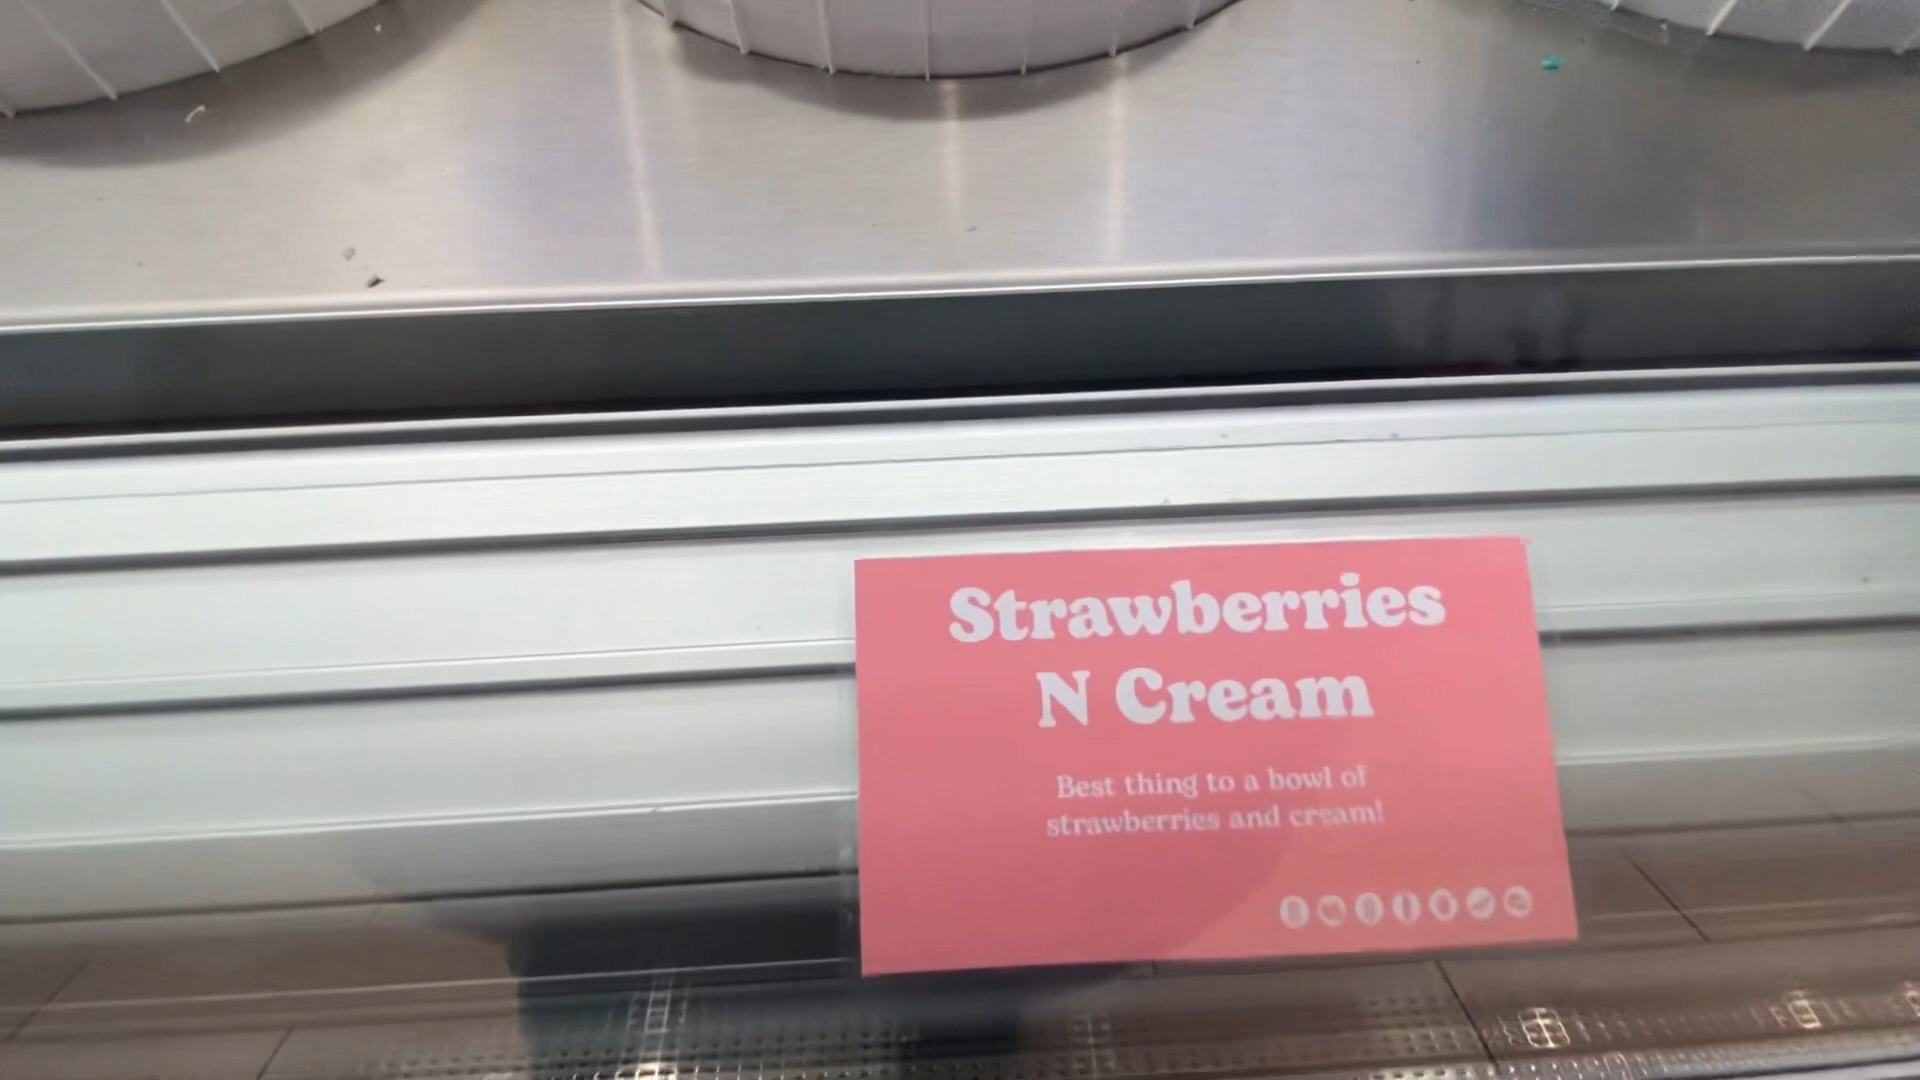 Strawberries
N Cream
Best thing to a bowl of
strawberries and cream!